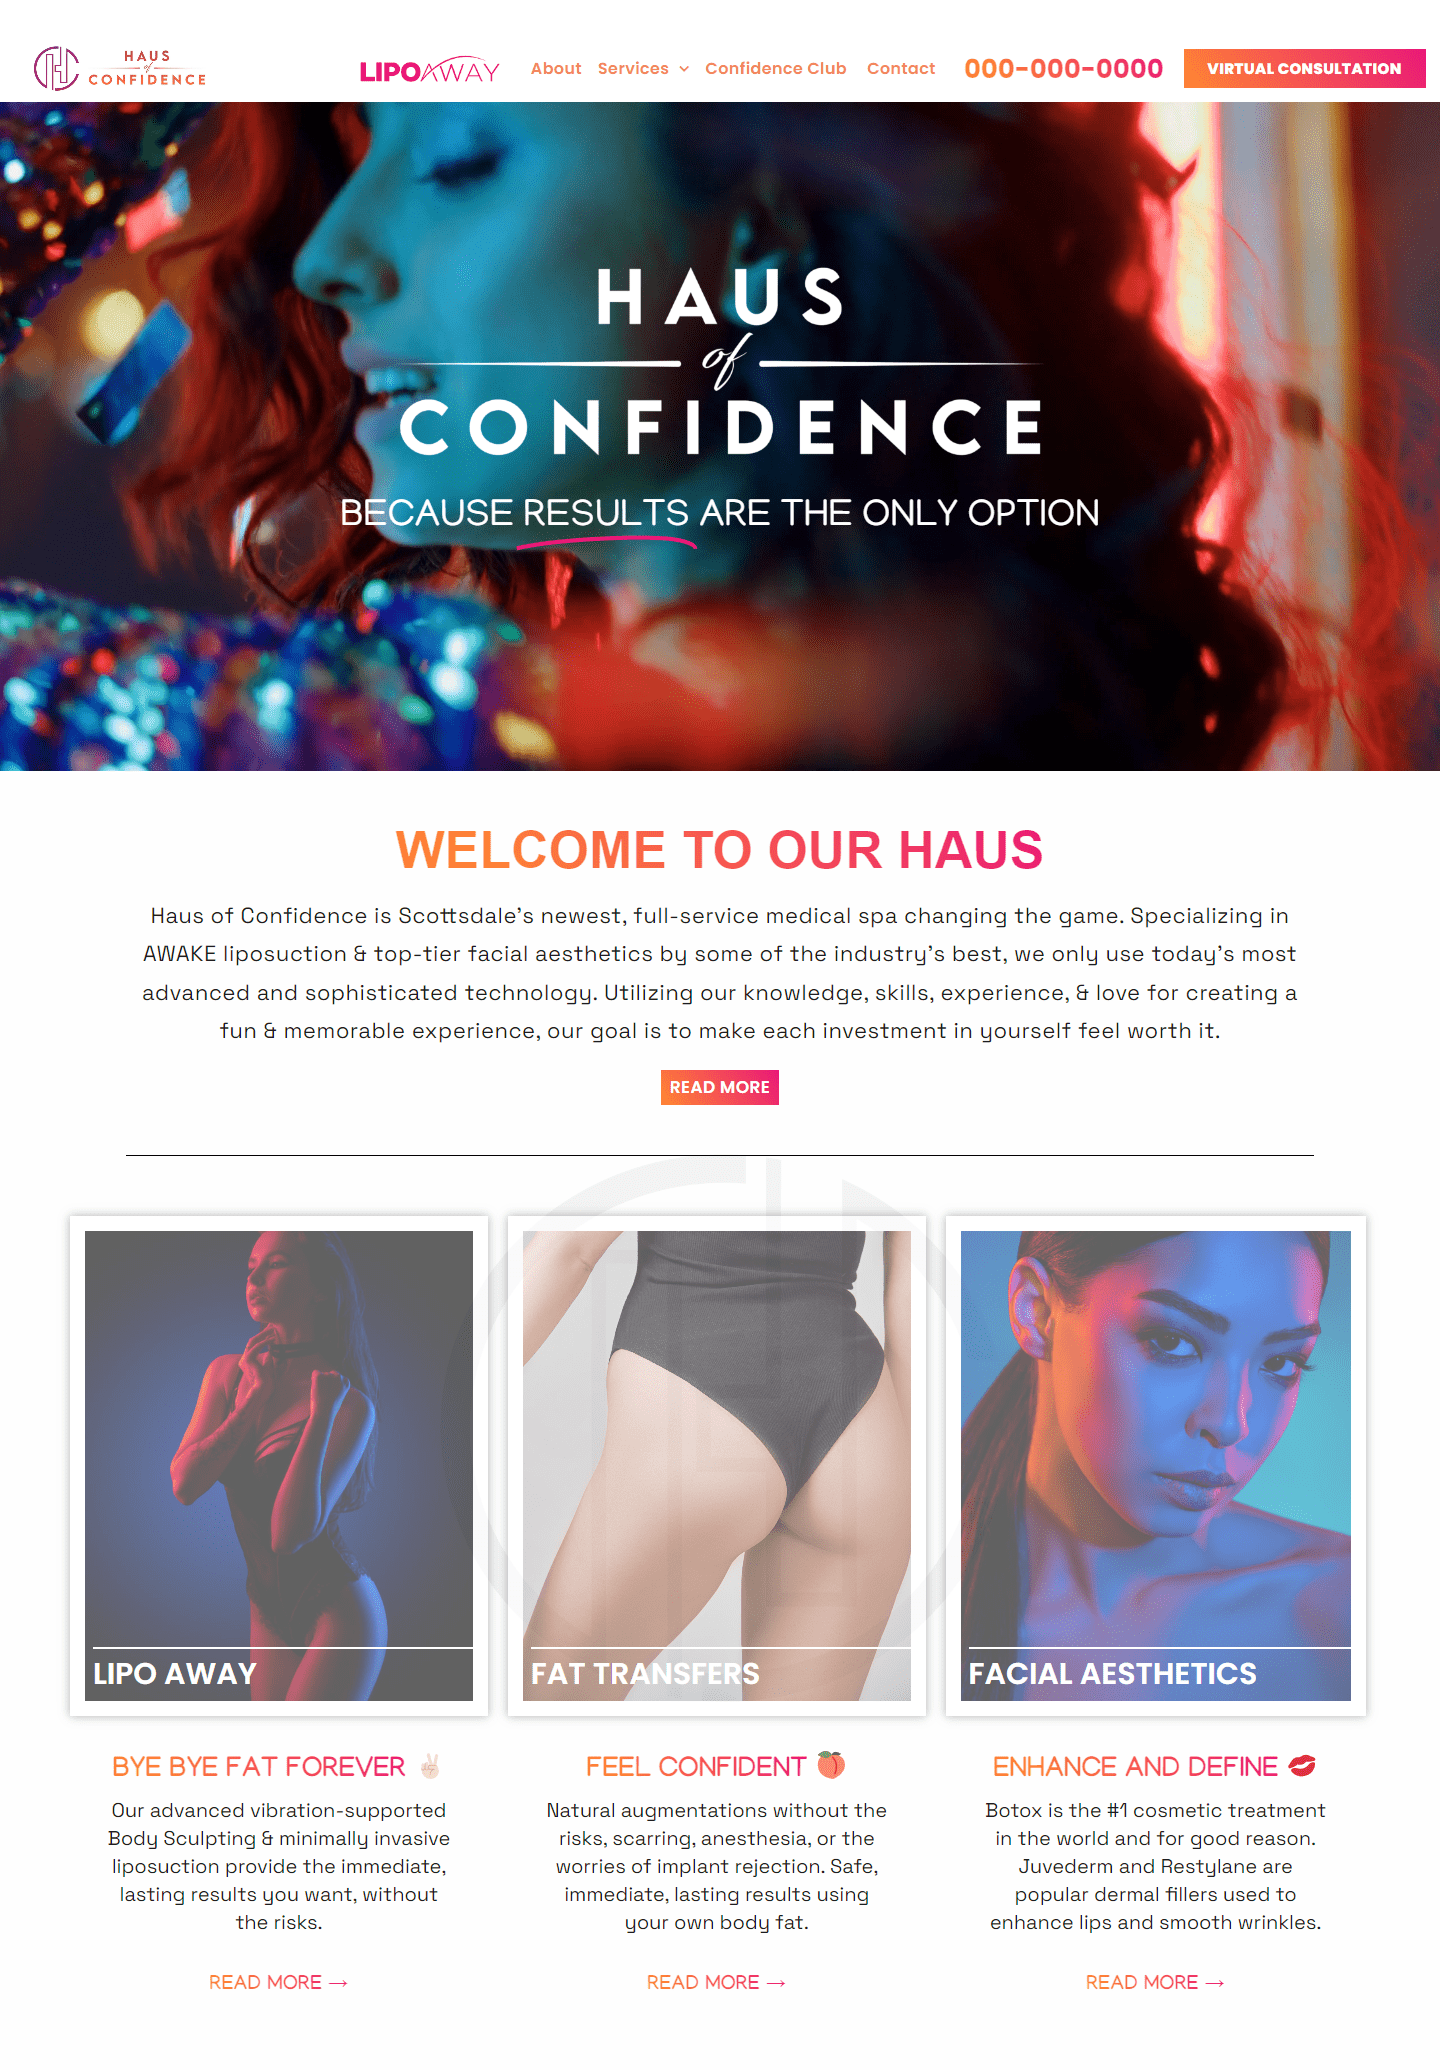 HAUS
of
CONFIDENCE
LIPOAWAY
About
Services
Confidence Club
Contact
000-000-0000
VIRTUAL CONSULTATION
HAUS
of
CONFIDENCE
BECAUSE RESULTS ARE THE ONLY OPTION
WELCOME TO OUR HAUS
Haus of Confidence is Scottsdale's newest, full-service medical spa changing the game. Specializing in
AWAKE liposuction & top-tier facial aesthetics by some of the industry's best, we only use today's most
advanced and sophisticated technology. Utilizing our knowledge, skills, experience, & love for creating a
fun & memorable experience, our goal is to make each investment in yourself feel worth it.
READ MORE
LIPO AWAY
FAT TRANSFERS
FACIAL AESTHETICS
BYE BYE FAT FOREVER ✌🏻
Our advanced vibration-supported
Body Sculpting & minimally invasive
liposuction provide the immediate,
lasting results you want, without
the risks.
READ MORE →
FEEL CONFIDENT 🍑
Natural augmentations without the
risks, scarring, anesthesia, or the
worries of implant rejection. Safe,
immediate, lasting results using
your own body fat.
READ MORE →
ENHANCE AND DEFINE 💋
Botox is the #1 cosmetic treatment
in the world and for good reason.
Juvederm and Restylane are
popular dermal fillers used to
enhance lips and smooth wrinkles.
READ MORE →